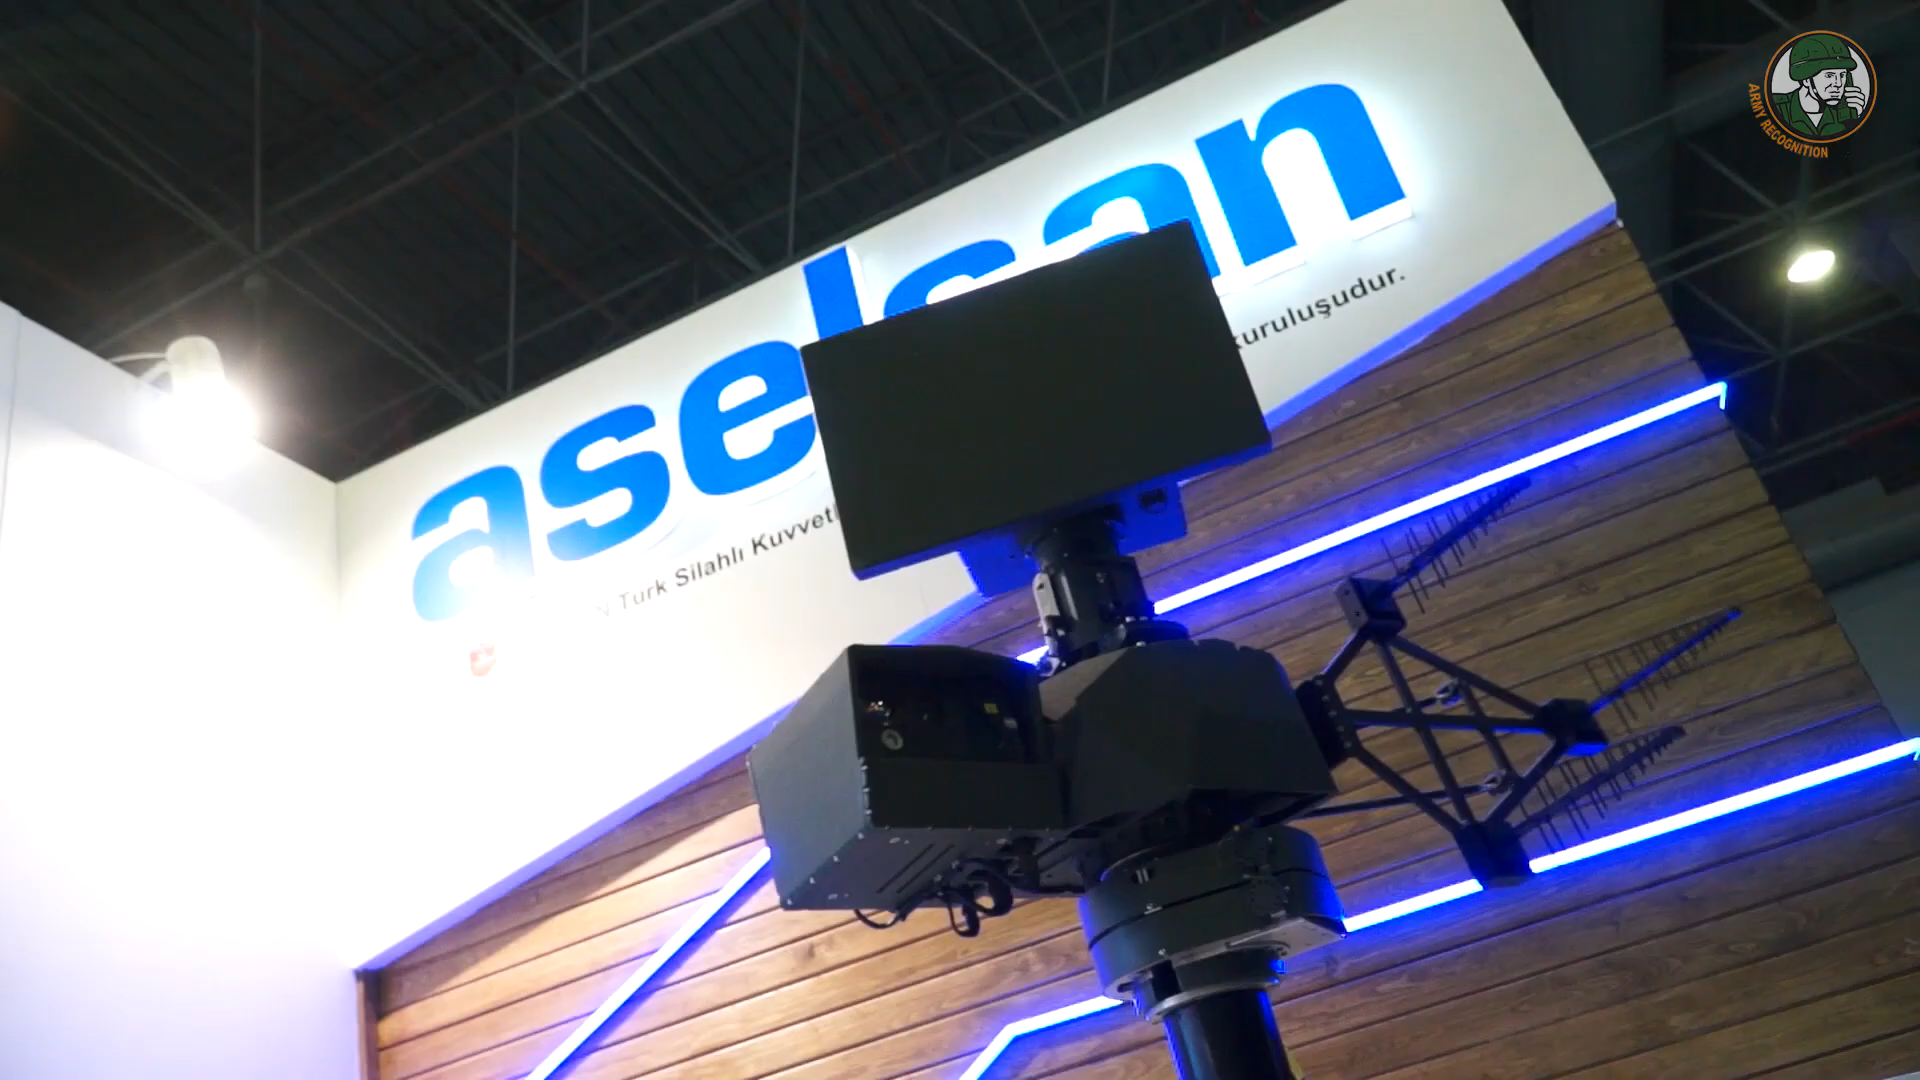 aselsan
Türk Silahlı Kuvvetl kuruluşudur.
ARMY RECOGNITION